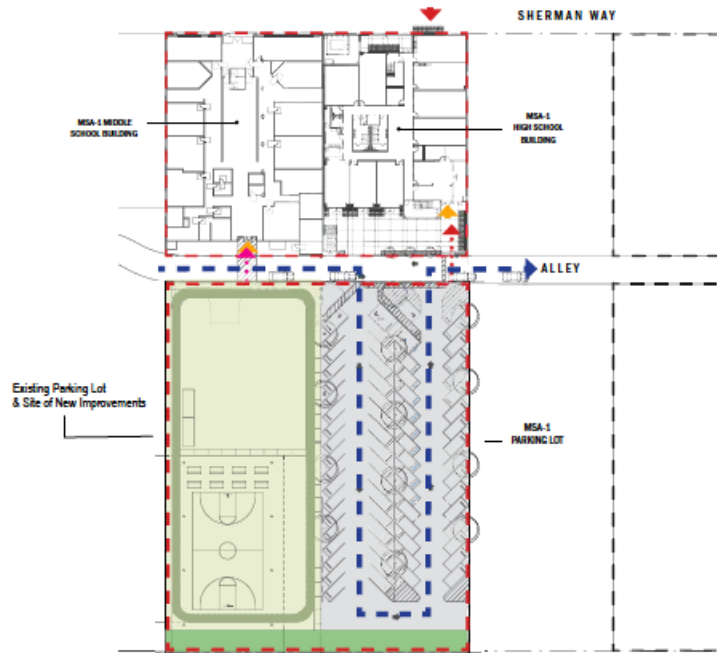 SHERMAN WAY
MSA-1 MIDDLE
SCHOOL BUILDING
MSA-1
HIGH SCHOOL
BUILDING
ALLEY
Existing Parking Lot
& Site of New Improvements
MSA-1
PARKING LOT